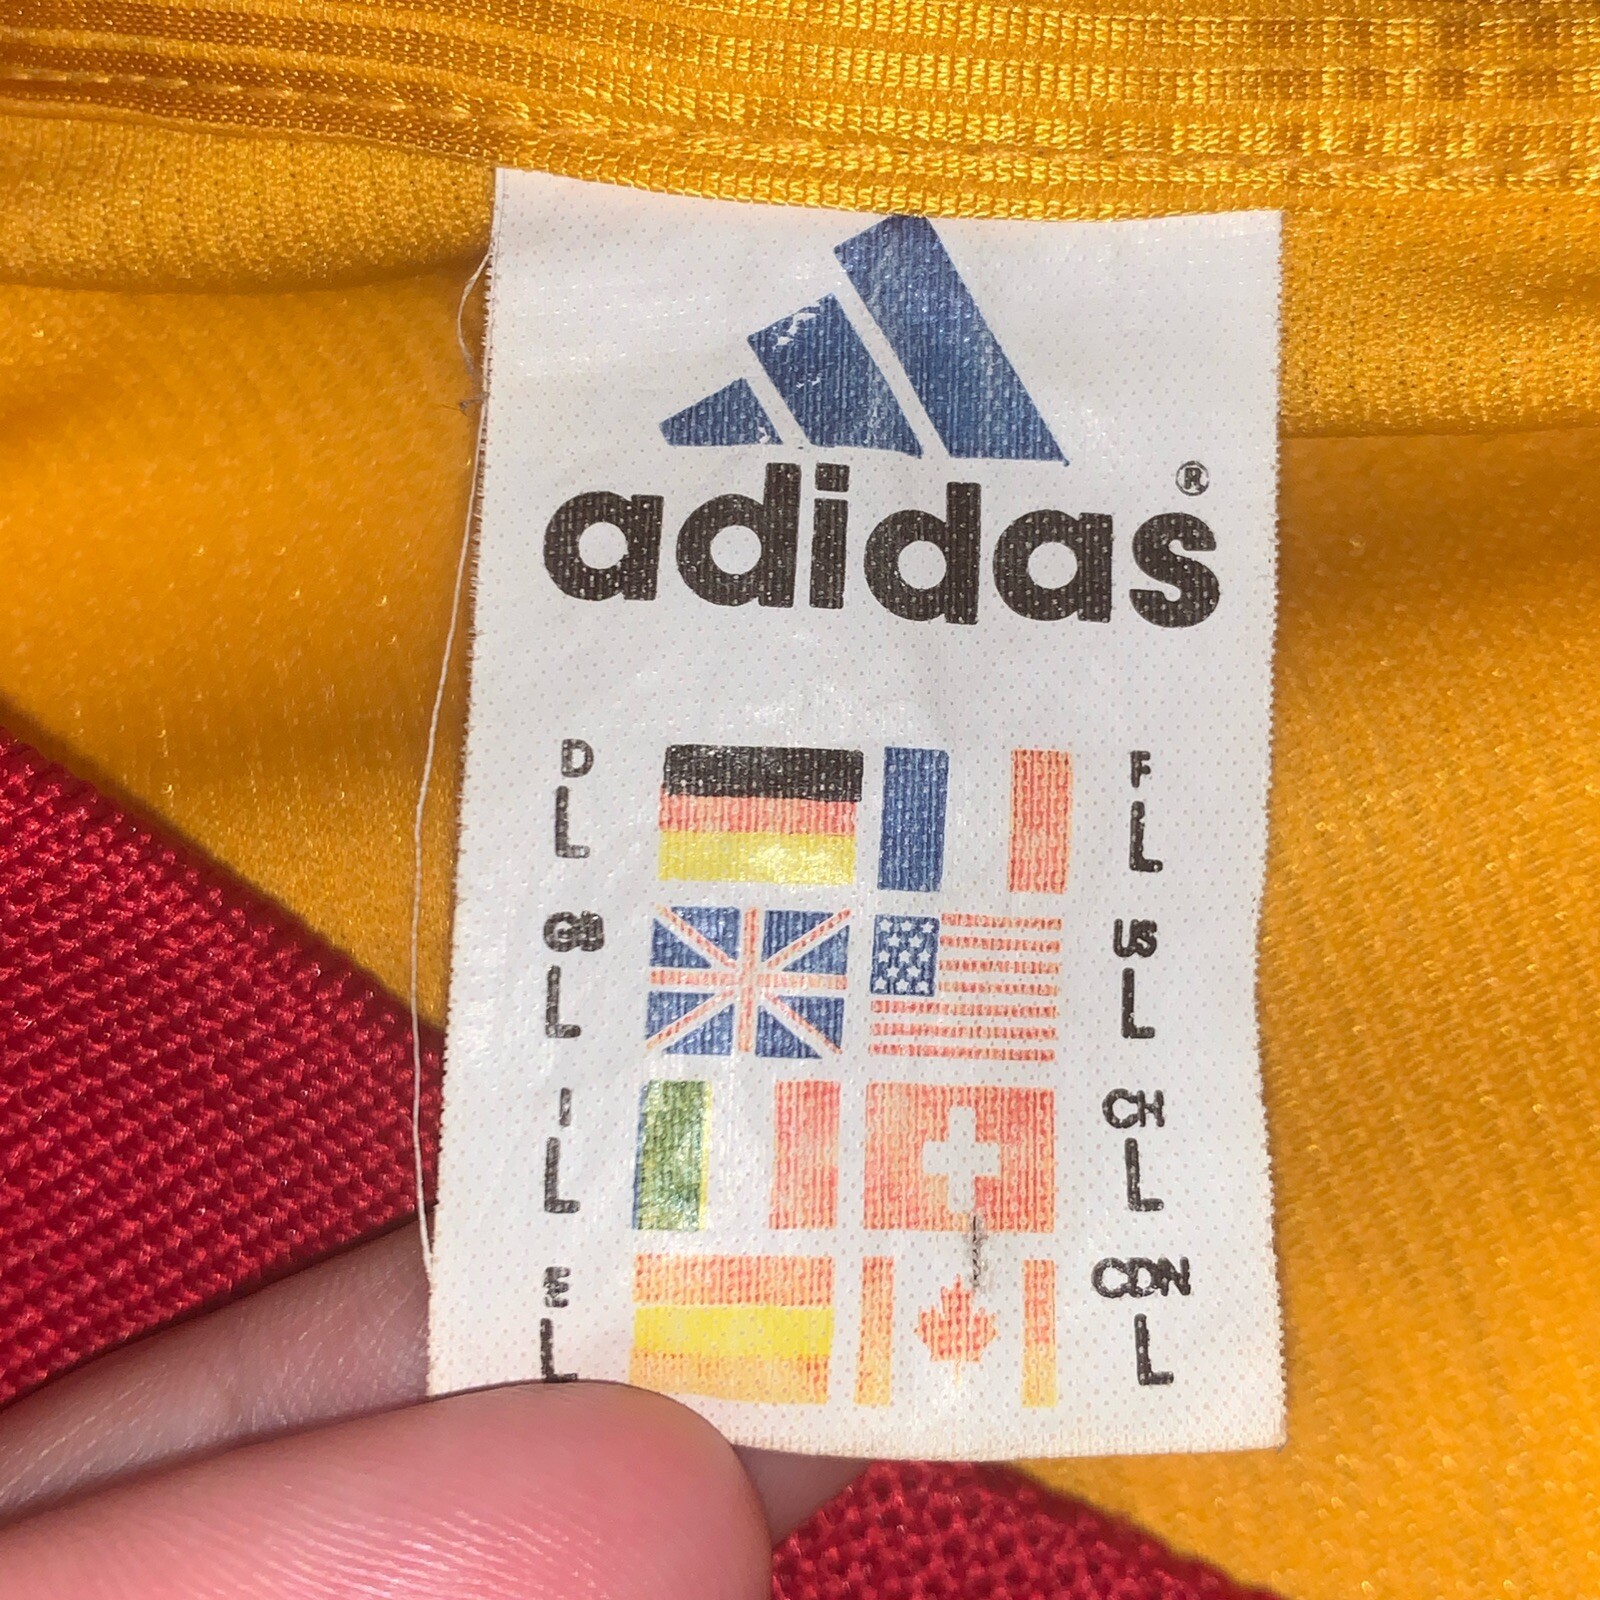 adidas®
D F
L L
GB US
L L
I CH
L L
E CDN
L L